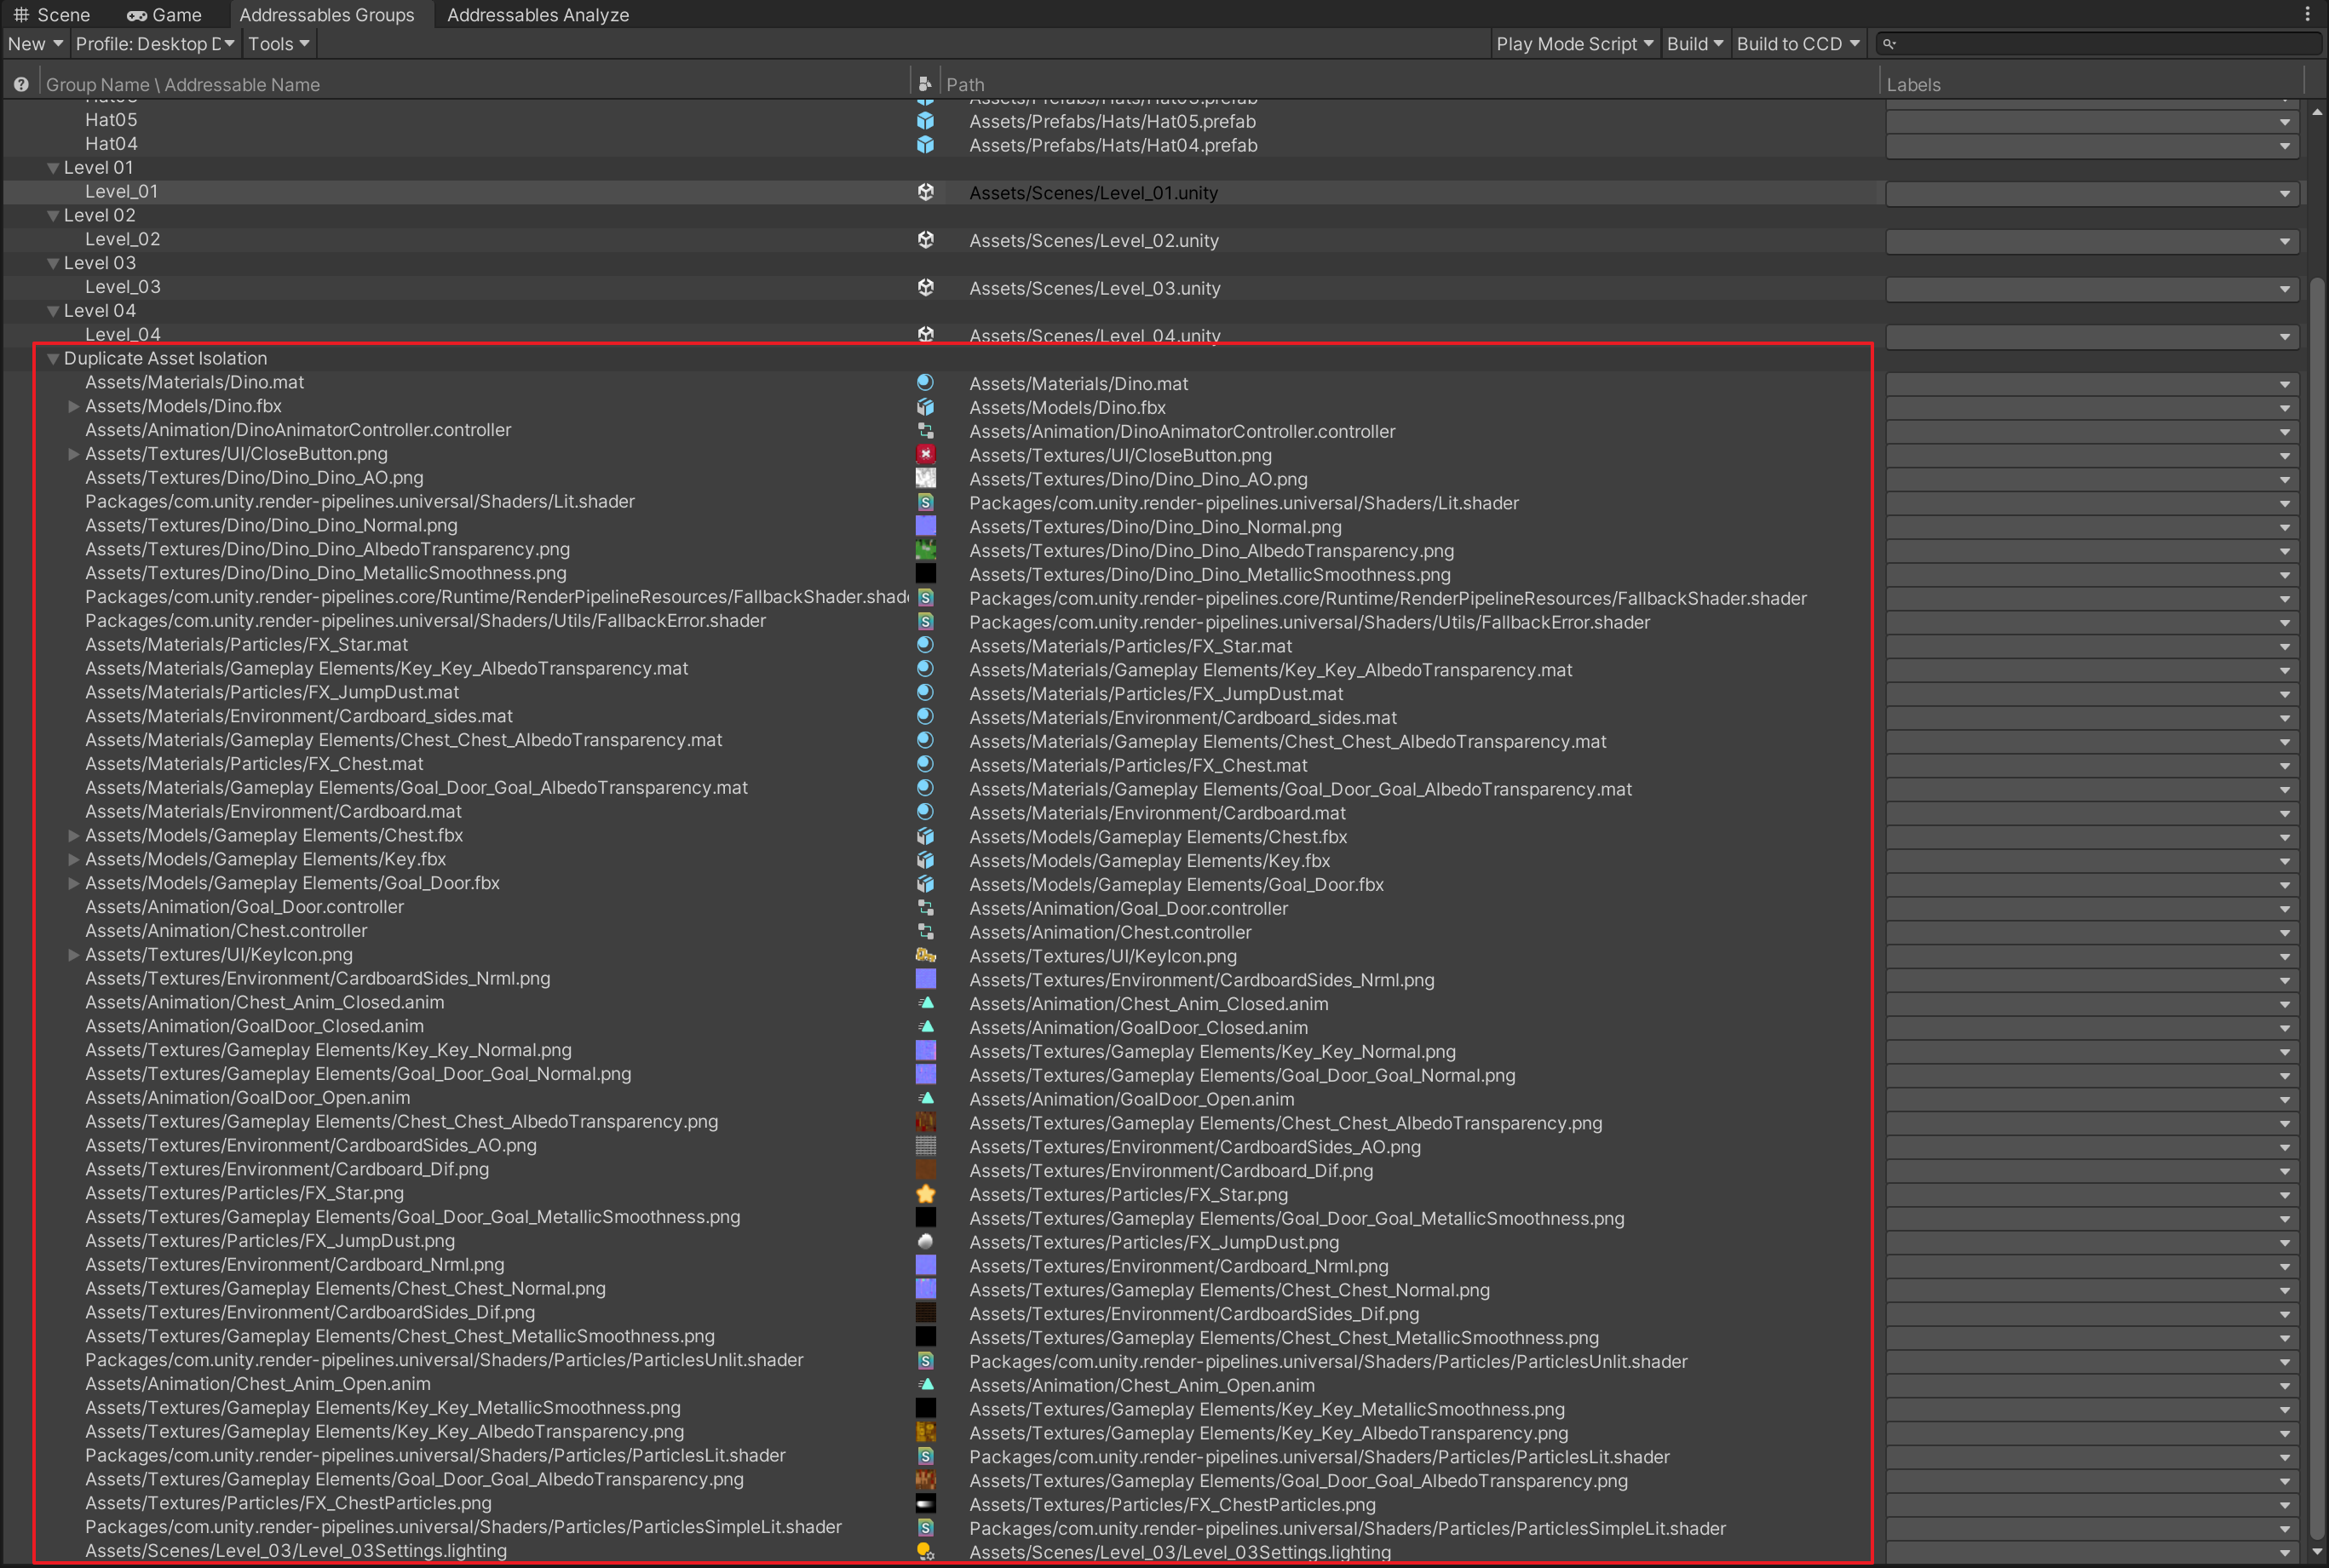 Scene Game Addressables Groups Addressables Analyze
New Profile: Desktop D Tools Play Mode Script Build Build to CCD
Group Name \ Addressable Name Path Labels
Assets/Prefabs/Hats/Hat03.prefab
Hat05 Assets/Prefabs/Hats/Hat05.prefab
Hat04 Assets/Prefabs/Hats/Hat04.prefab
Level 01
Level_01 Assets/Scenes/Level_01.unity
Level 02
Level_02 Assets/Scenes/Level_02.unity
Level 03
Level_03 Assets/Scenes/Level_03.unity
Level 04
Level_04 Assets/Scenes/Level_04.unity
Duplicate Asset Isolation
Assets/Materials/Dino.mat Assets/Materials/Dino.mat
Assets/Models/Dino.fbx Assets/Models/Dino.fbx
Assets/Animation/DinoAnimatorController.controller Assets/Animation/DinoAnimatorController.controller
Assets/Textures/UI/CloseButton.png Assets/Textures/UI/CloseButton.png
Assets/Textures/Dino/Dino_Dino_AO.png Assets/Textures/Dino/Dino_Dino_AO.png
Packages/com.unity.render-pipelines.universal/Shaders/Lit.shader Packages/com.unity.render-pipelines.universal/Shaders/Lit.shader
Assets/Textures/Dino/Dino_Dino_Normal.png Assets/Textures/Dino/Dino_Dino_Normal.png
Assets/Textures/Dino/Dino_Dino_AlbedoTransparency.png Assets/Textures/Dino/Dino_Dino_AlbedoTransparency.png
Assets/Textures/Dino/Dino_Dino_MetallicSmoothness.png Assets/Textures/Dino/Dino_Dino_MetallicSmoothness.png
Packages/com.unity.render-pipelines.core/Runtime/RenderPipelineResources/FallbackShader.shade Packages/com.unity.render-pipelines.core/Runtime/RenderPipelineResources/FallbackShader.shader
Packages/com.unity.render-pipelines.universal/Shaders/Utils/FallbackError.shader Packages/com.unity.render-pipelines.universal/Shaders/Utils/FallbackError.shader
Assets/Materials/Particles/FX_Star.mat Assets/Materials/Particles/FX_Star.mat
Assets/Materials/Gameplay Elements/Key_Key_AlbedoTransparency.mat Assets/Materials/Gameplay Elements/Key_Key_AlbedoTransparency.mat
Assets/Materials/Particles/FX_JumpDust.mat Assets/Materials/Particles/FX_JumpDust.mat
Assets/Materials/Environment/Cardboard_sides.mat Assets/Materials/Environment/Cardboard_sides.mat
Assets/Materials/Gameplay Elements/Chest_Chest_AlbedoTransparency.mat Assets/Materials/Gameplay Elements/Chest_Chest_AlbedoTransparency.mat
Assets/Materials/Particles/FX_Chest.mat Assets/Materials/Particles/FX_Chest.mat
Assets/Materials/Gameplay Elements/Goal_Door_Goal_AlbedoTransparency.mat Assets/Materials/Gameplay Elements/Goal_Door_Goal_AlbedoTransparency.mat
Assets/Materials/Environment/Cardboard.mat Assets/Materials/Environment/Cardboard.mat
Assets/Models/Gameplay Elements/Chest.fbx Assets/Models/Gameplay Elements/Chest.fbx
Assets/Models/Gameplay Elements/Key.fbx Assets/Models/Gameplay Elements/Key.fbx
Assets/Models/Gameplay Elements/Goal_Door.fbx Assets/Models/Gameplay Elements/Goal_Door.fbx
Assets/Animation/Goal_Door.controller Assets/Animation/Goal_Door.controller
Assets/Animation/Chest.controller Assets/Animation/Chest.controller
Assets/Textures/UI/KeyIcon.png Assets/Textures/UI/KeyIcon.png
Assets/Textures/Environment/CardboardSides_Nrml.png Assets/Textures/Environment/CardboardSides_Nrml.png
Assets/Animation/Chest_Anim_Closed.anim Assets/Animation/Chest_Anim_Closed.anim
Assets/Animation/GoalDoor_Closed.anim Assets/Animation/GoalDoor_Closed.anim
Assets/Textures/Gameplay Elements/Key_Key_Normal.png Assets/Textures/Gameplay Elements/Key_Key_Normal.png
Assets/Textures/Gameplay Elements/Goal_Door_Goal_Normal.png Assets/Textures/Gameplay Elements/Goal_Door_Goal_Normal.png
Assets/Animation/GoalDoor_Open.anim Assets/Animation/GoalDoor_Open.anim
Assets/Textures/Gameplay Elements/Chest_Chest_AlbedoTransparency.png Assets/Textures/Gameplay Elements/Chest_Chest_AlbedoTransparency.png
Assets/Textures/Environment/CardboardSides_AO.png Assets/Textures/Environment/CardboardSides_AO.png
Assets/Textures/Environment/Cardboard_Dif.png Assets/Textures/Environment/Cardboard_Dif.png
Assets/Textures/Particles/FX_Star.png Assets/Textures/Particles/FX_Star.png
Assets/Textures/Gameplay Elements/Goal_Door_Goal_MetallicSmoothness.png Assets/Textures/Gameplay Elements/Goal_Door_Goal_MetallicSmoothness.png
Assets/Textures/Particles/FX_JumpDust.png Assets/Textures/Particles/FX_JumpDust.png
Assets/Textures/Environment/Cardboard_Nrml.png Assets/Textures/Environment/Cardboard_Nrml.png
Assets/Textures/Gameplay Elements/Chest_Chest_Normal.png Assets/Textures/Gameplay Elements/Chest_Chest_Normal.png
Assets/Textures/Environment/CardboardSides_Dif.png Assets/Textures/Environment/CardboardSides_Dif.png
Assets/Textures/Gameplay Elements/Chest_Chest_MetallicSmoothness.png Assets/Textures/Gameplay Elements/Chest_Chest_MetallicSmoothness.png
Packages/com.unity.render-pipelines.universal/Shaders/Particles/ParticlesUnlit.shader Packages/com.unity.render-pipelines.universal/Shaders/Particles/ParticlesUnlit.shader
Assets/Animation/Chest_Anim_Open.anim Assets/Animation/Chest_Anim_Open.anim
Assets/Textures/Gameplay Elements/Key_Key_MetallicSmoothness.png Assets/Textures/Gameplay Elements/Key_Key_MetallicSmoothness.png
Assets/Textures/Gameplay Elements/Key_Key_AlbedoTransparency.png Assets/Textures/Gameplay Elements/Key_Key_AlbedoTransparency.png
Packages/com.unity.render-pipelines.universal/Shaders/Particles/ParticlesLit.shader Packages/com.unity.render-pipelines.universal/Shaders/Particles/ParticlesLit.shader
Assets/Textures/Gameplay Elements/Goal_Door_Goal_AlbedoTransparency.png Assets/Textures/Gameplay Elements/Goal_Door_Goal_AlbedoTransparency.png
Assets/Textures/Particles/FX_ChestParticles.png Assets/Textures/Particles/FX_ChestParticles.png
Packages/com.unity.render-pipelines.universal/Shaders/Particles/ParticlesSimpleLit.shader Packages/com.unity.render-pipelines.universal/Shaders/Particles/ParticlesSimpleLit.shader
Assets/Scenes/Level_03/Level_03Settings.lighting Assets/Scenes/Level_03/Level_03Settings.lighting